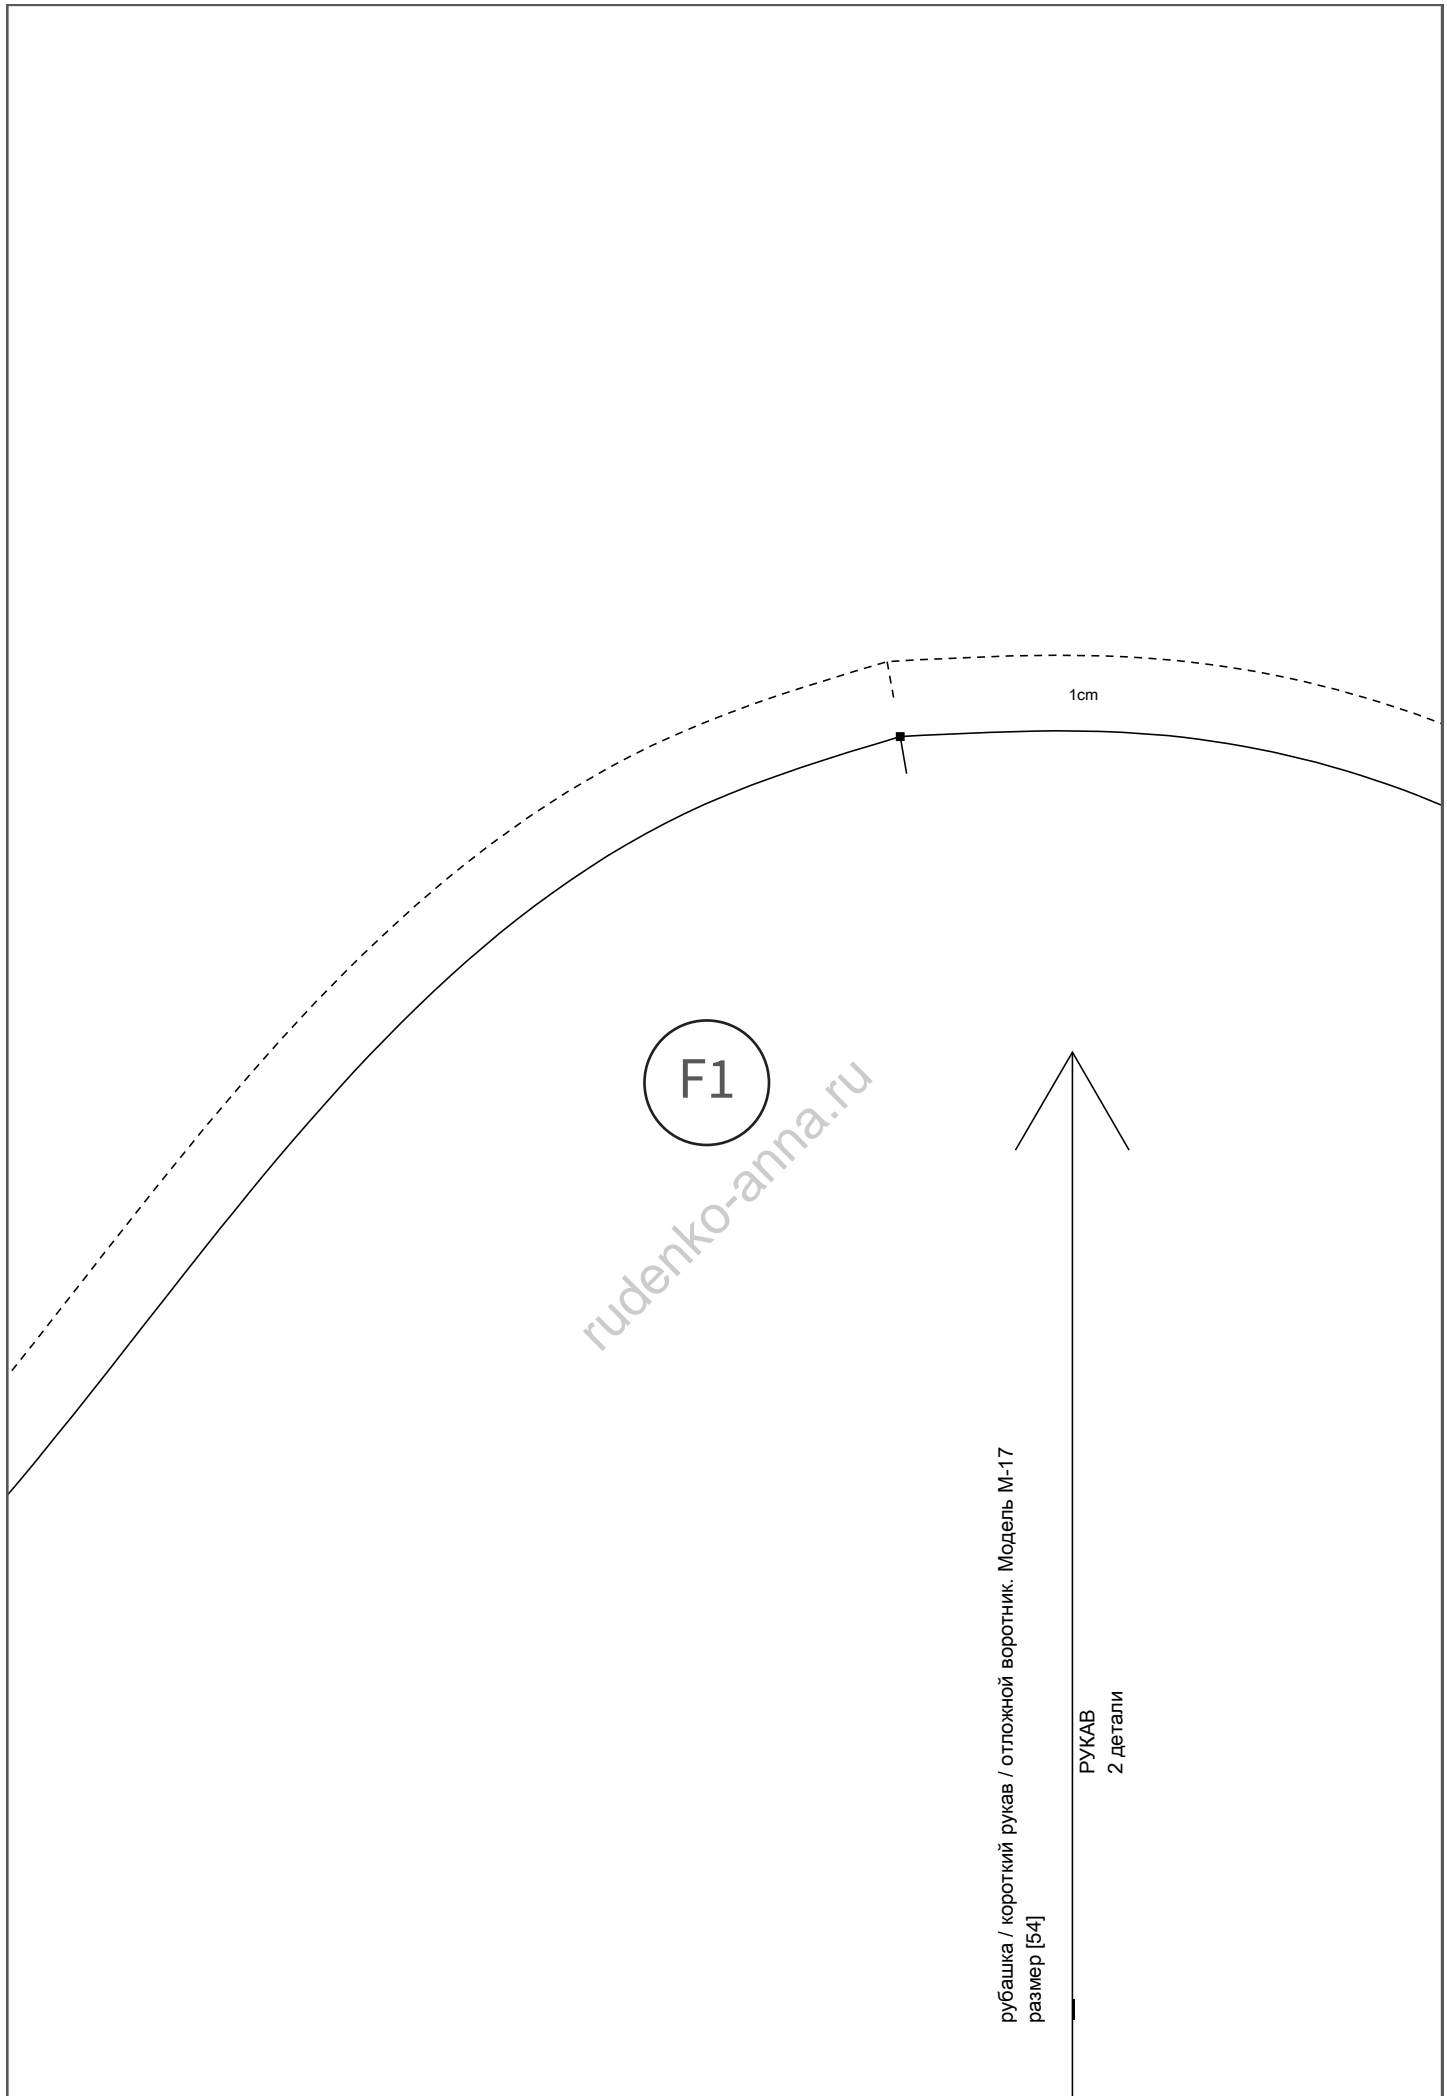 1cm
F1
rudenko-anna.ru
рубашка / короткий рукав / отложной воротник. Модель М-17
размер [54]
РУКАВ
2 детали